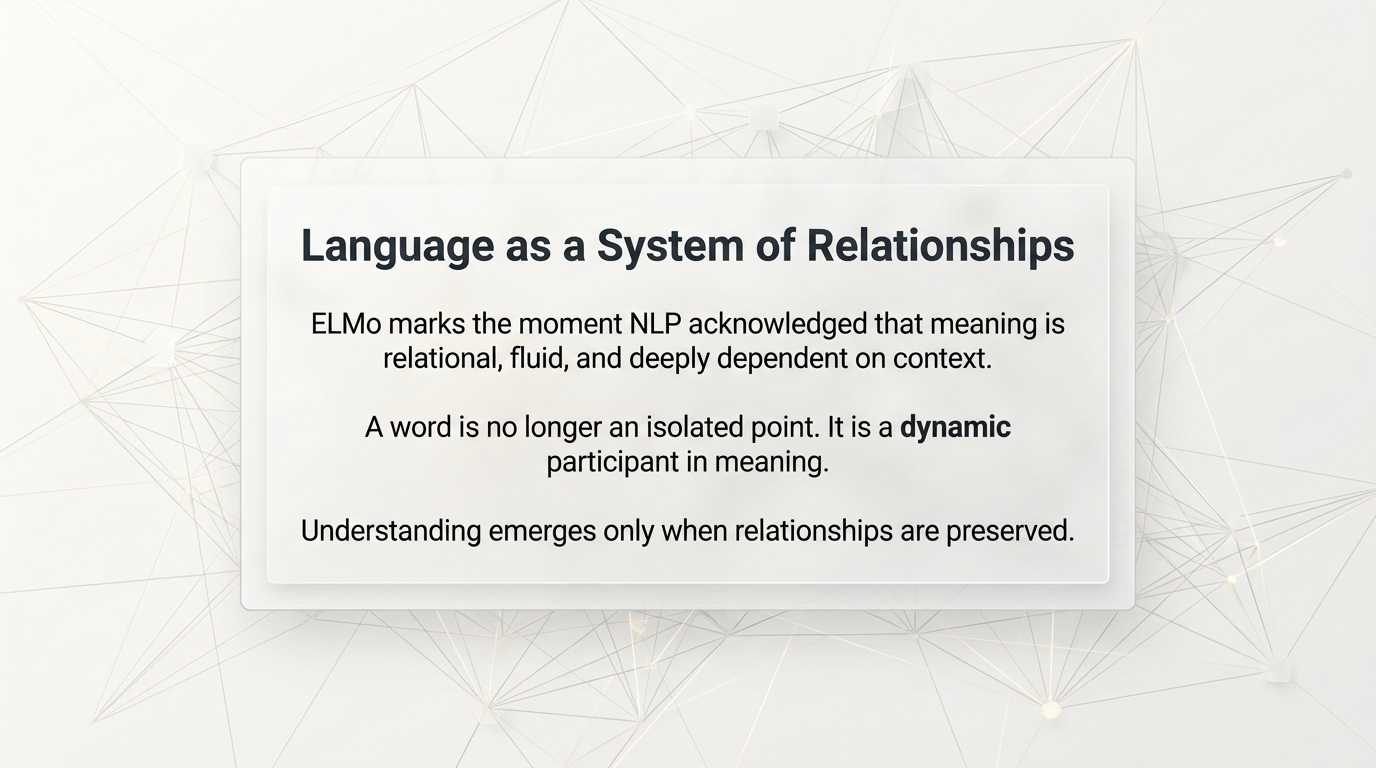 Language as a System of Relationships
ELMo marks the moment NLP acknowledged that meaning is
relational, fluid, and deeply dependent on context.
A word is no longer an isolated point. It is a dynamic
participant in meaning.
Understanding emerges only when relationships are preserved.